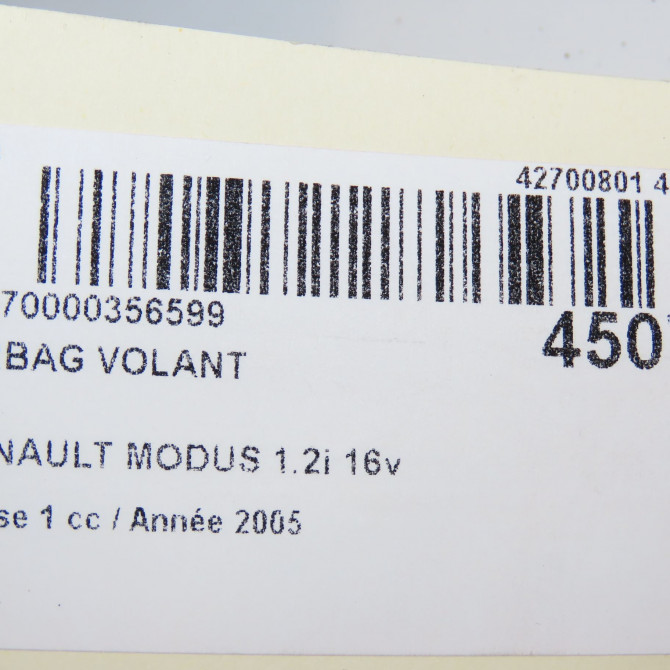 42700801 4
70000356599
450
BAG VOLANT
NAULT MODUS 1.2i 16v
se 1 cc / Année 2005